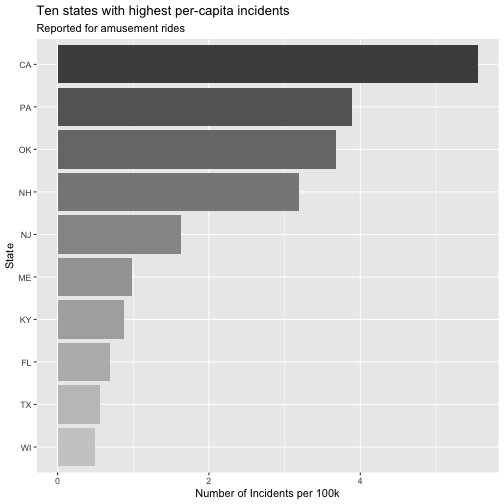 Ten states with highest per-capita incidents
Reported for amusement rides
CA
PA
OK
NH
NJ
ME
KY
FL
TX
WI
State
0 2 4
Number of Incidents per 100k